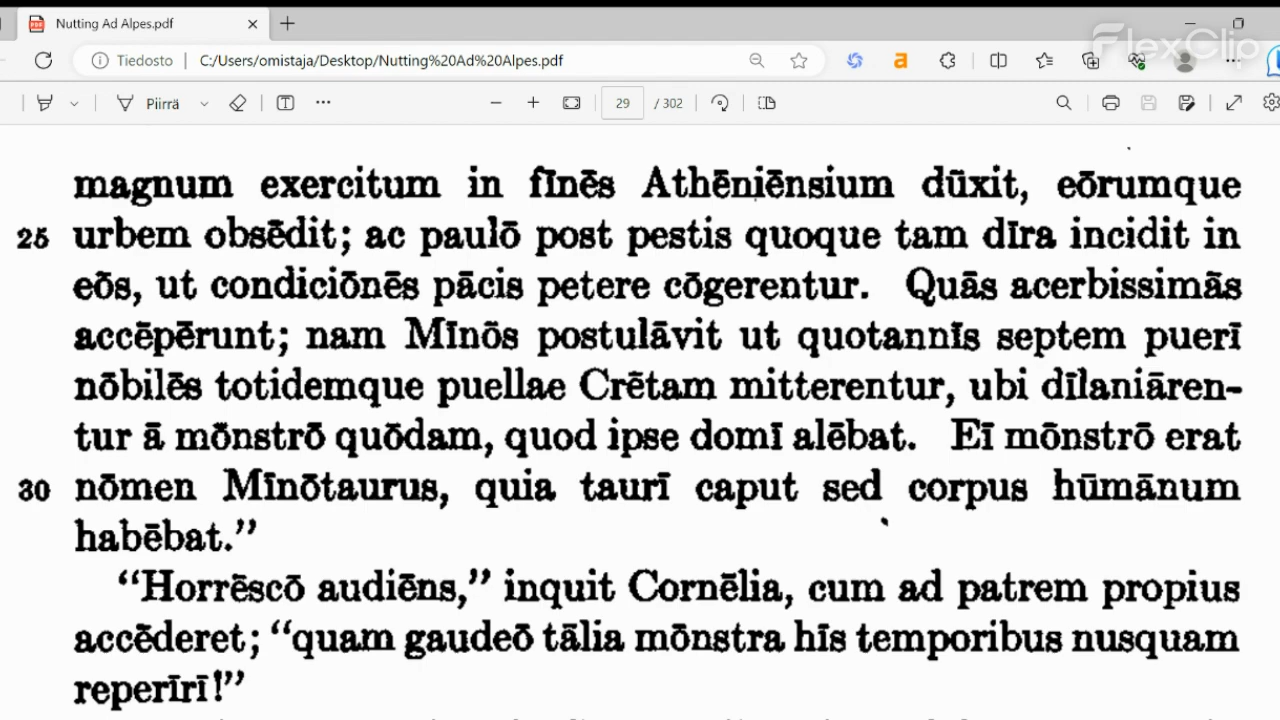 Nutting Ad Alpes.pdf
FlexClip
Tiedosto C:/Users/omistaja/Desktop/Nutting%20Ad%20Alpes.pdf
Piirrä 29 / 302
magnum exercitum in fīnēs Athēniēnsium dūxit, eōrumque
25 urbem obsēdit; ac paulō post pestis quoque tam dīra incidit in
eōs, ut condiciōnēs pācis petere cōgerentur. Quās acerbissimās
accēpērunt; nam Mīnōs postulāvit ut quotannīs septem puerī
nōbilēs totidemque puellae Crētam mitterentur, ubi dīlaniāren-
tur ā mōnstrō quōdam, quod ipse domī alēbat. Eī mōnstrō erat
30 nōmen Mīnōtaurus, quia taurī caput sed corpus hūmānum
habēbat.”
“Horrēscō audiēns,” inquit Cornēlia, cum ad patrem propius
accēderet; “quam gaudeō tālia mōnstra hīs temporibus nusquam
reperīrī!”